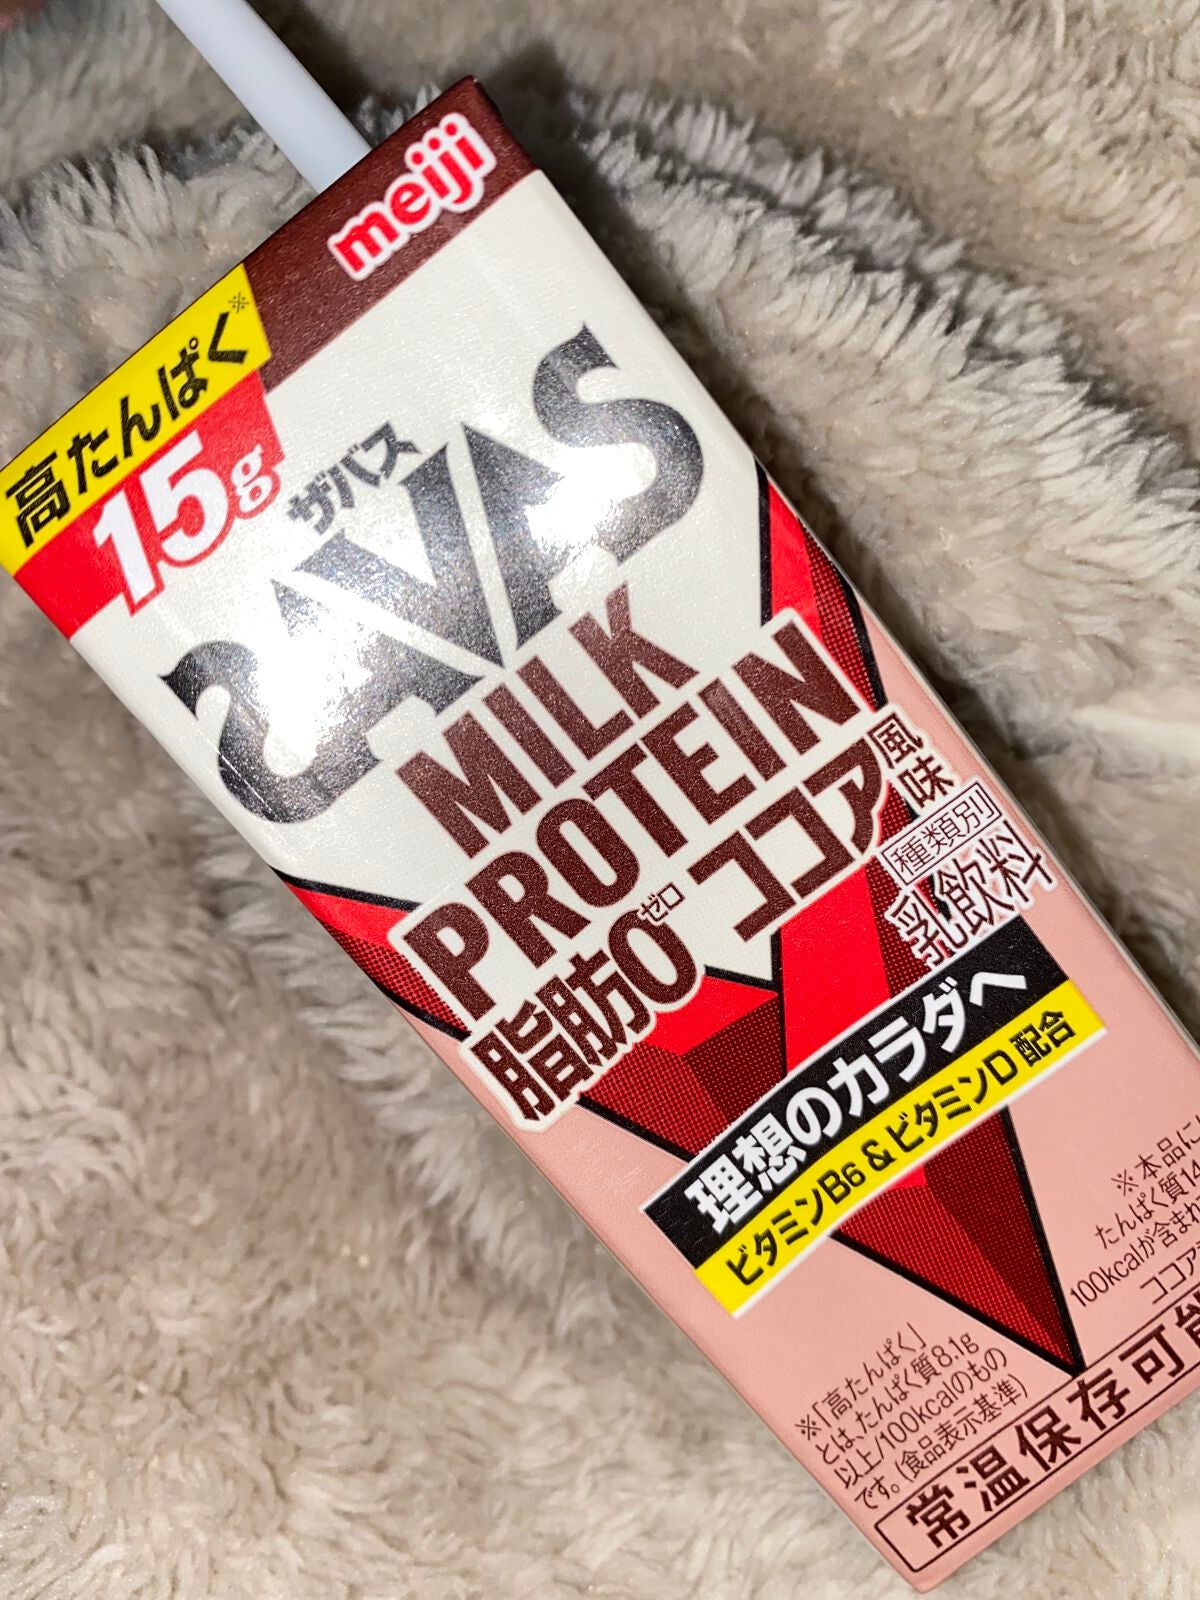 meiji
高たんぱく※
15g
ザバス
SAVAS
MILK
PROTEIN
脂肪0ゼロ ココア風味
種類別
乳飲料
理想のカラダへ
ビタミンB6 & ビタミンD 配合
※本品に
たんぱく質14
100kcalが含まれ
ココア
※「高たんぱく」
とは、たんぱく質8.1g
以上/100kcalのもの
です。(食品表示基準)
常温保存可能